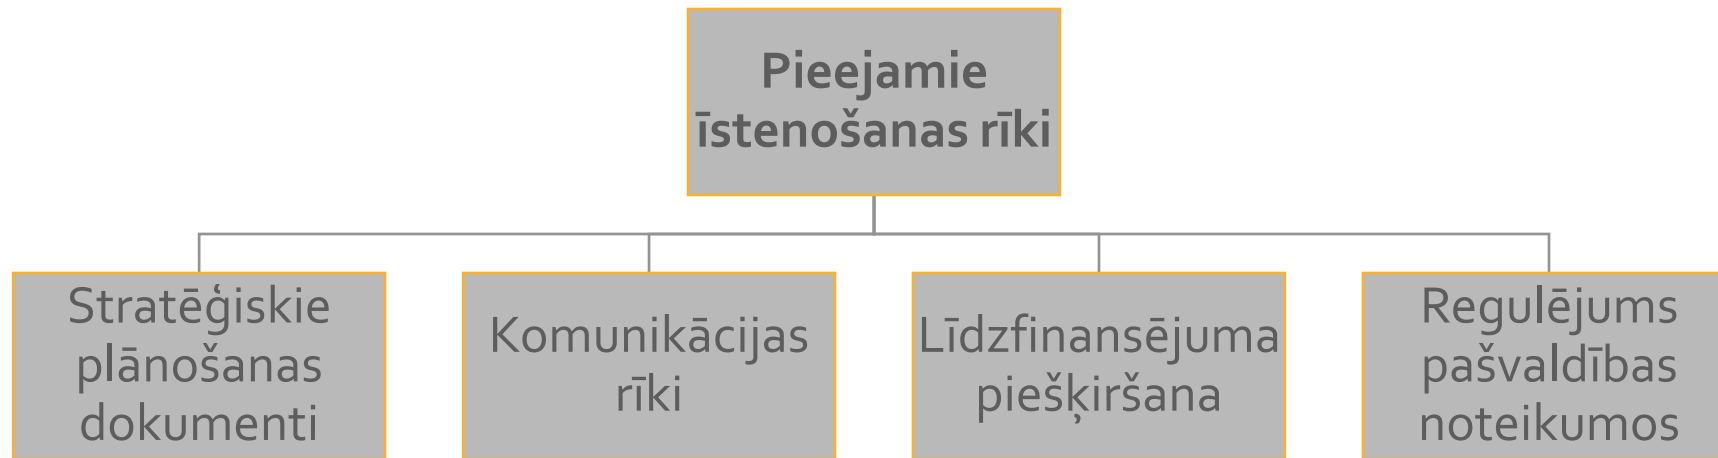 Pieejamie
īstenošanas rīki
Stratēģiskie
plānošanas
dokumenti
Komunikācijas
rīki
Līdzfinansējuma
piešķiršana
Regulējums
pašvaldības
noteikumos